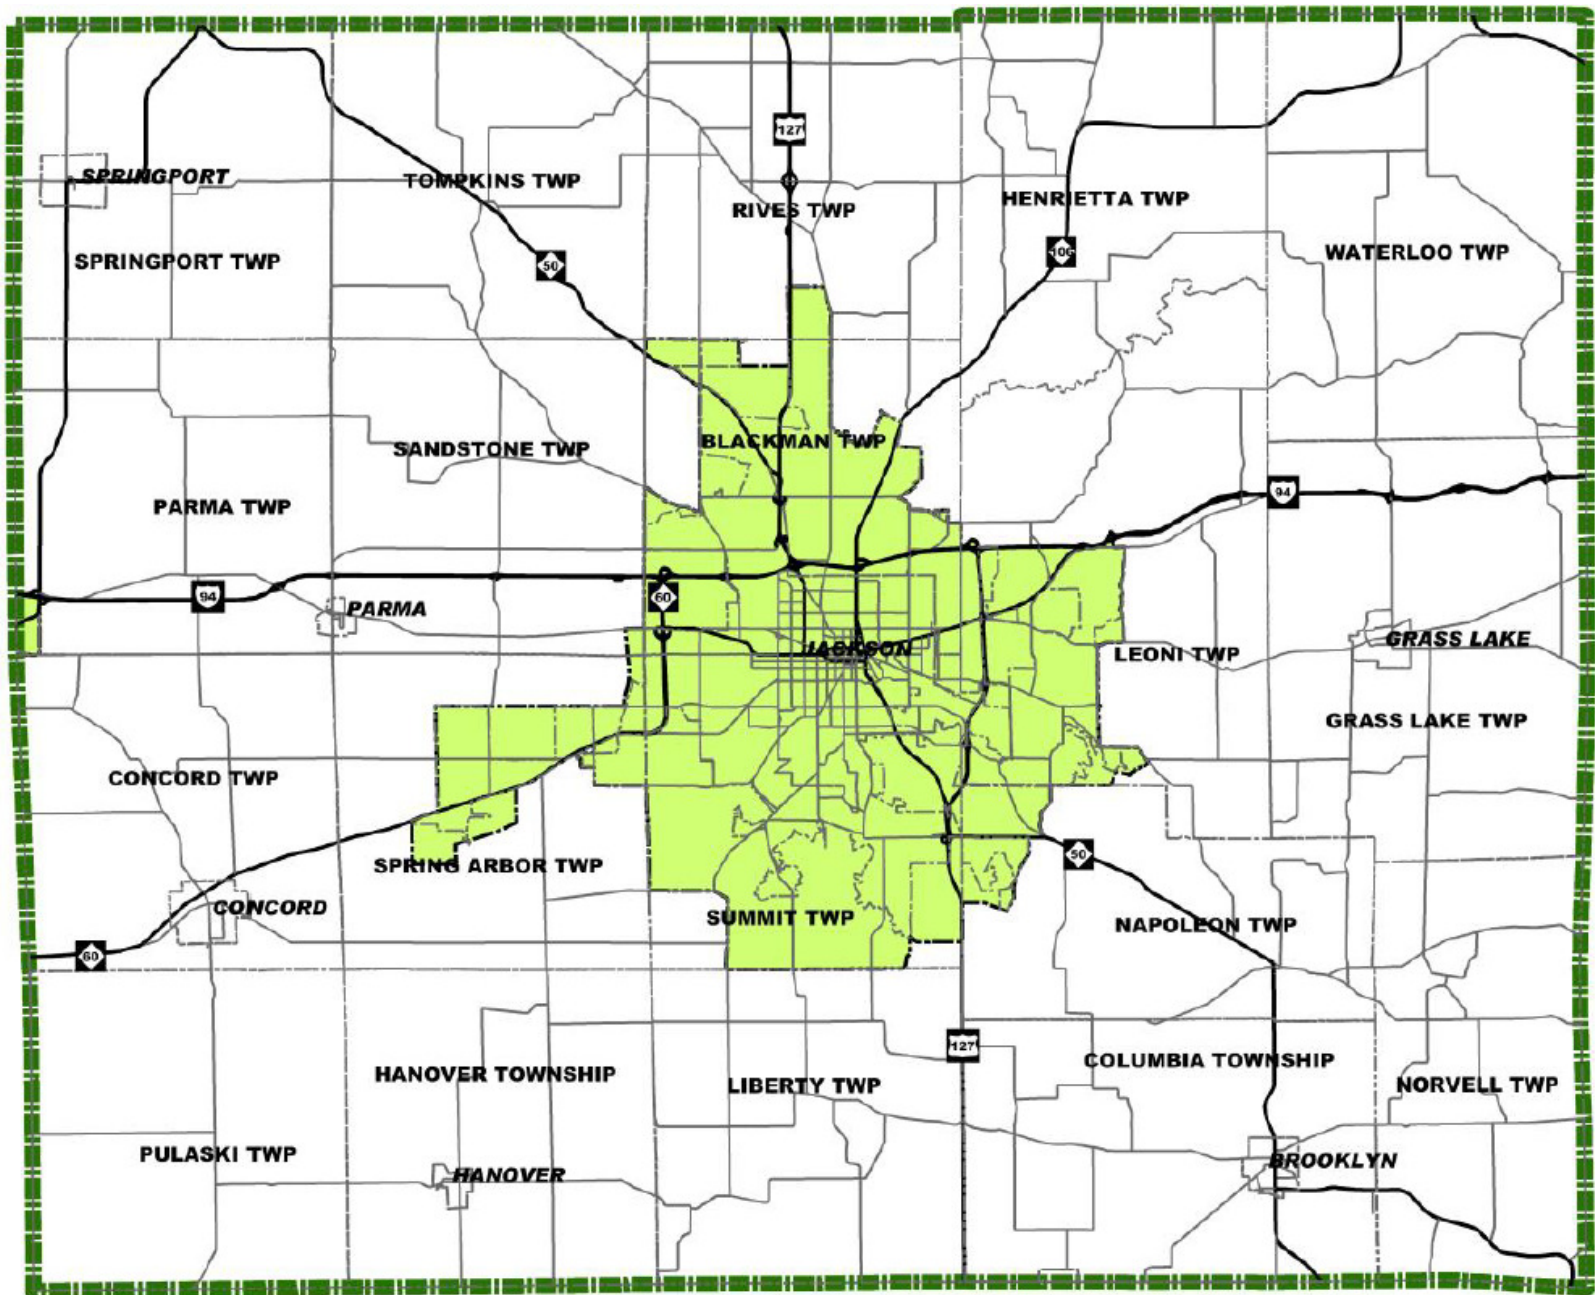 127
SPRINGPORT
TOMPKINS TWP
HENRIETTA TWP
RIVES TWP
106
WATERLOO TWP
SPRINGPORT TWP
50
BLACKMAN TWP
SANDSTONE TWP
94
PARMA TWP
94
60
PARMA
GRASS LAKE
JACKSON
LEONI TWP
GRASS LAKE TWP
CONCORD TWP
50
SPRING ARBOR TWP
CONCORD
SUMMIT TWP
NAPOLEON TWP
60
127
COLUMBIA TOWNSHIP
HANOVER TOWNSHIP
LIBERTY TWP
NORVELL TWP
PULASKI TWP
BROOKLYN
HANOVER